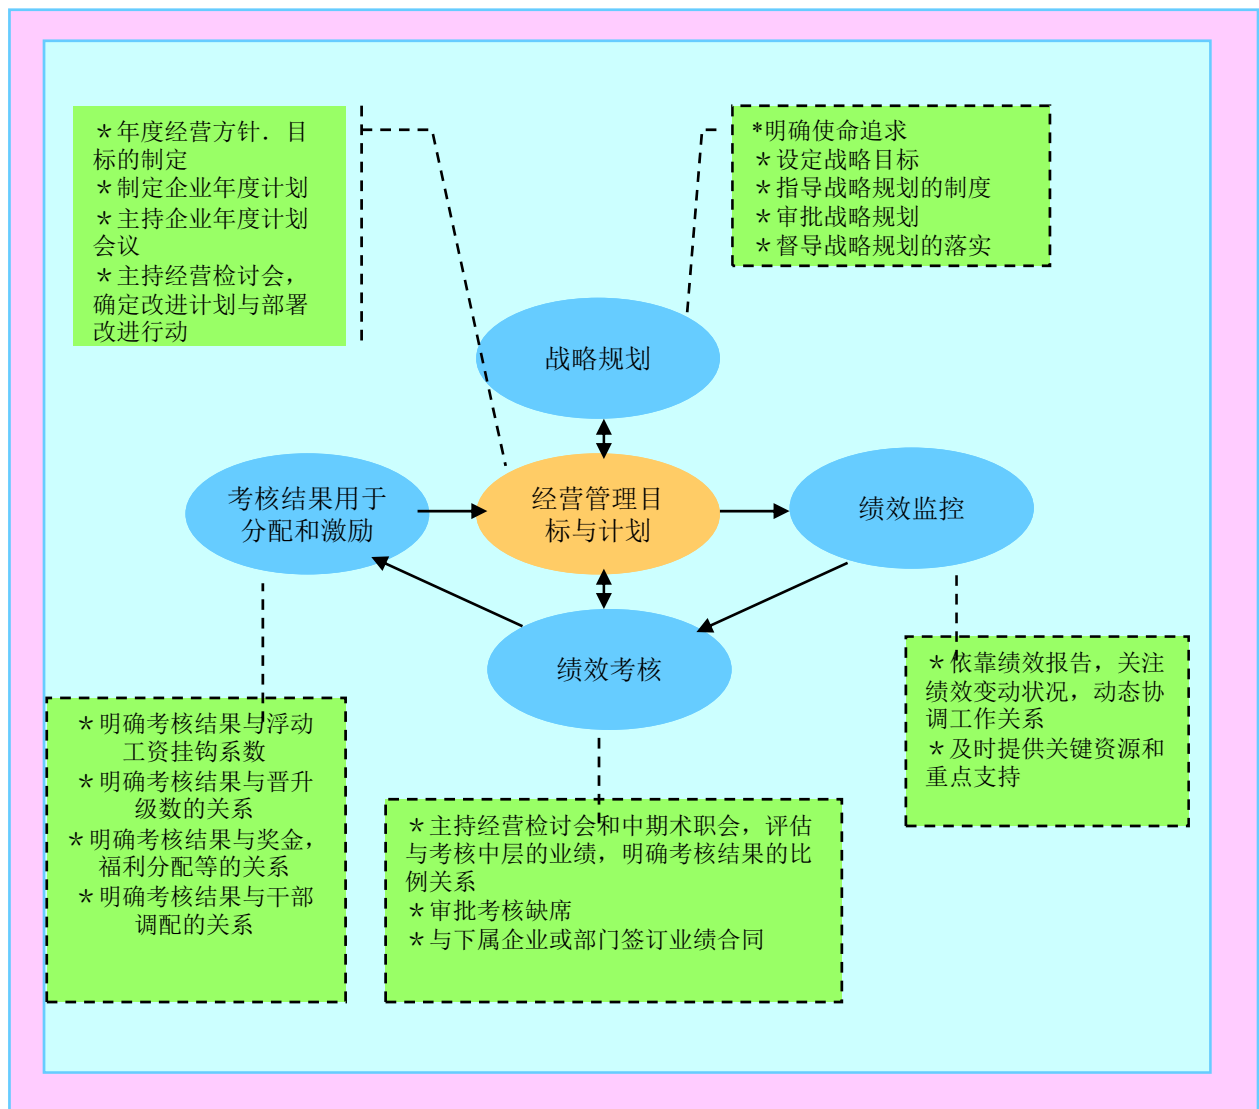 ＊年度经营方针．目
标的制定
＊制定企业年度计划
＊主持企业年度计划
会议
＊主持经营检讨会，
确定改进计划与部署
改进行动
*明确使命追求
＊设定战略目标
＊指导战略规划的制度
＊审批战略规划
＊督导战略规划的落实
战略规划
考核结果用于
分配和激励
经营管理目
标与计划
绩效监控
绩效考核
＊依靠绩效报告，关注
绩效变动状况，动态协
调工作关系
＊及时提供关键资源和
重点支持
＊明确考核结果与浮动
工资挂钩系数
＊明确考核结果与晋升
级数的关系
＊明确考核结果与奖金，
福利分配等的关系
＊明确考核结果与干部
调配的关系
＊主持经营检讨会和中期术职会，评估
与考核中层的业绩，明确考核结果的比
例关系
＊审批考核缺席
＊与下属企业或部门签订业绩合同